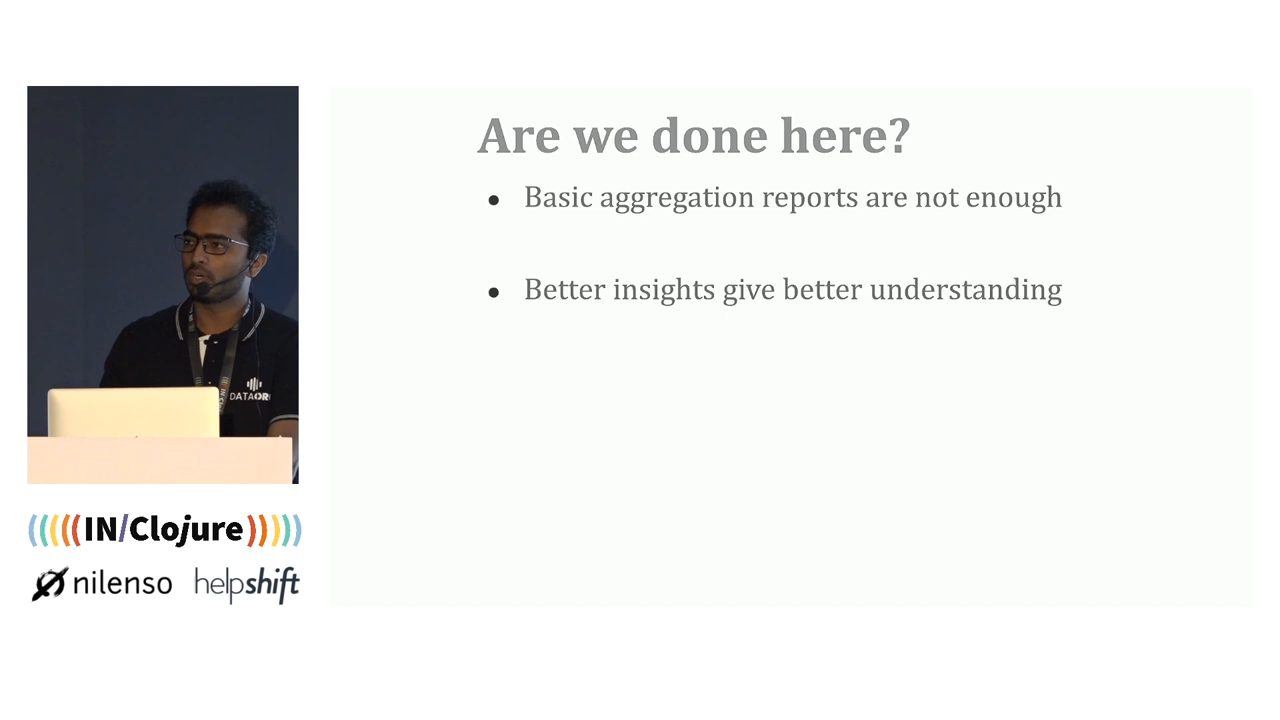 Are we done here?
● Basic aggregation reports are not enough
● Better insights give better understanding
DATAOR
((((( IN/Clojure )))))
nilenso helpshift